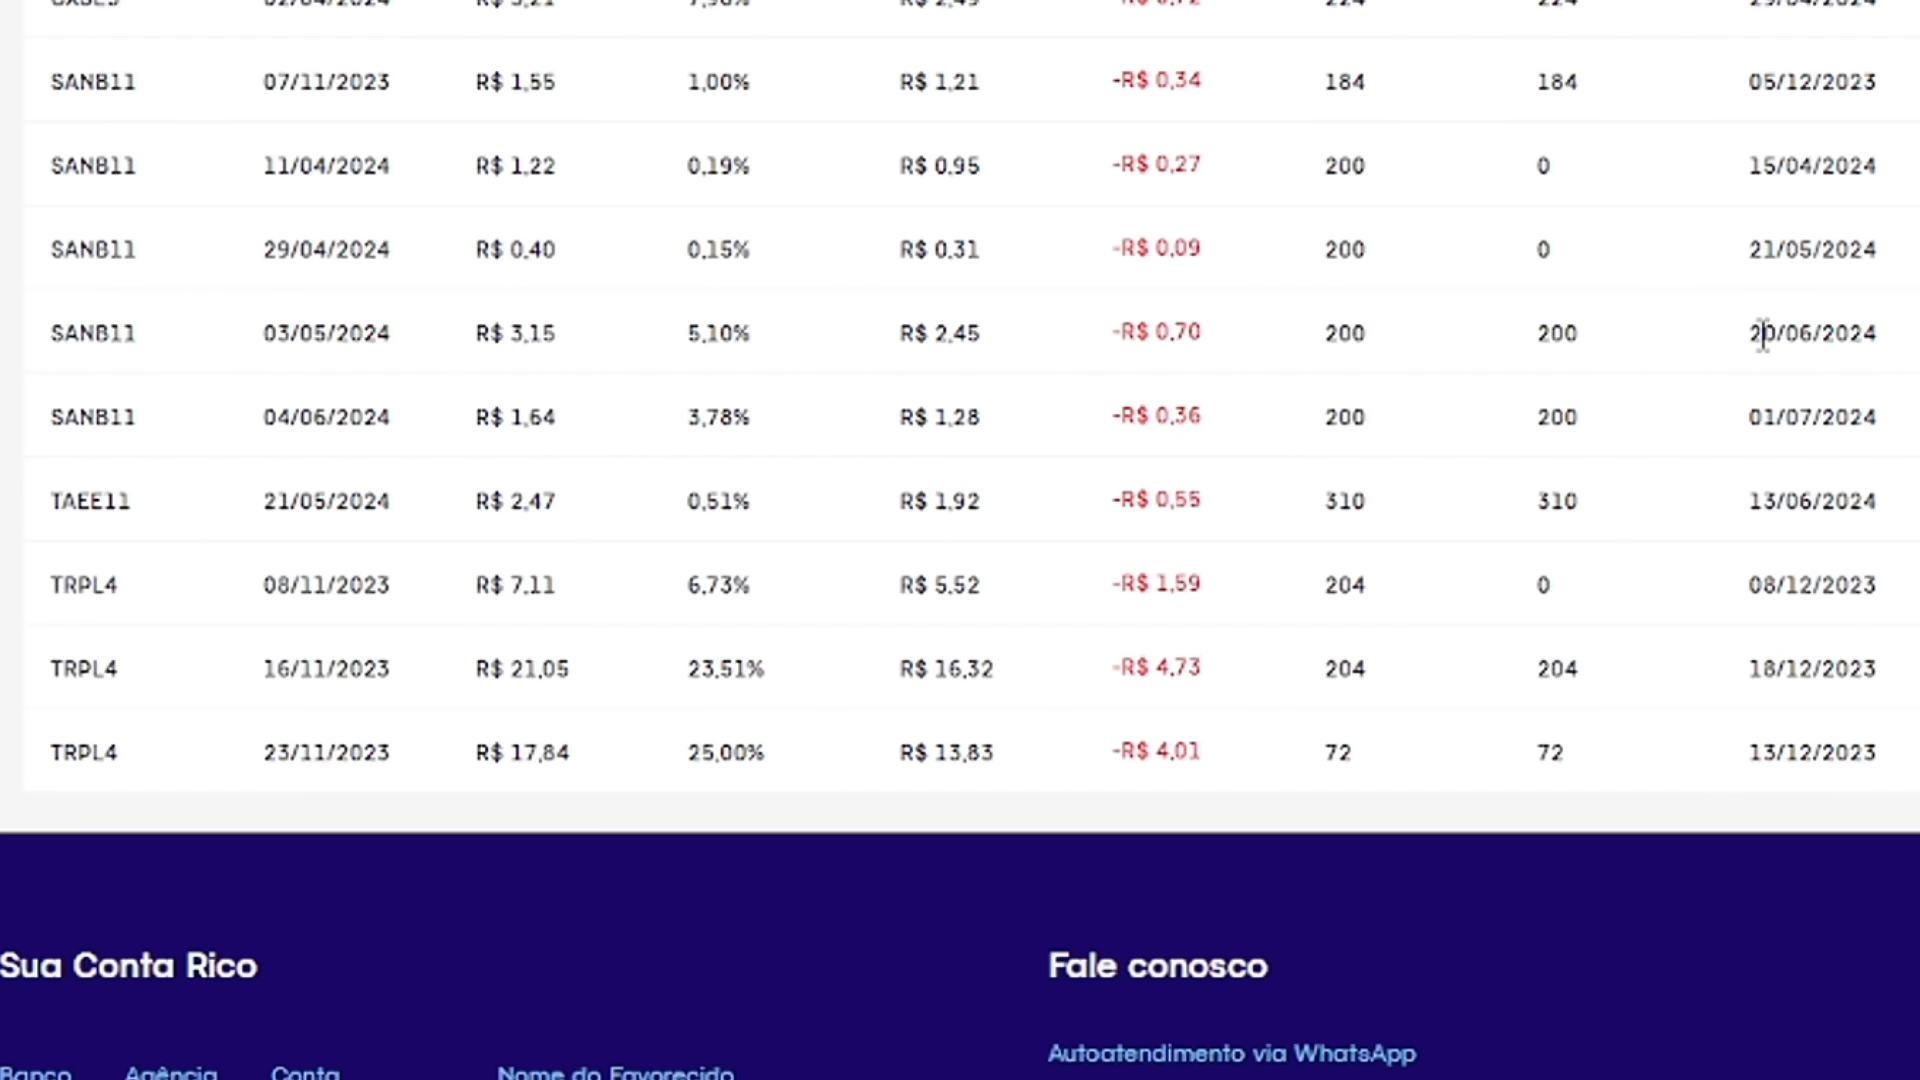 SANB11 07/11/2023 R$ 1,55 1,00% R$ 1,21 -R$ 0,34 184 184 05/12/2023
SANB11 11/04/2024 R$ 1,22 0,19% R$ 0,95 -R$ 0,27 200 0 15/04/2024
SANB11 29/04/2024 R$ 0,40 0,15% R$ 0,31 -R$ 0,09 200 0 21/05/2024
SANB11 03/05/2024 R$ 3,15 5,10% R$ 2,45 -R$ 0,70 200 200 20/06/2024
SANB11 04/06/2024 R$ 1,64 3,78% R$ 1,28 -R$ 0,36 200 200 01/07/2024
TAEE11 21/05/2024 R$ 2,47 0,51% R$ 1,92 -R$ 0,55 310 310 13/06/2024
TRPL4 08/11/2023 R$ 7,11 6,73% R$ 5,52 -R$ 1,59 204 0 08/12/2023
TRPL4 16/11/2023 R$ 21,05 23,51% R$ 16,32 -R$ 4,73 204 204 18/12/2023
TRPL4 23/11/2023 R$ 17,84 25,00% R$ 13,83 -R$ 4,01 72 72 13/12/2023
Sua Conta Rico
Fale conosco
Autoatendimento via WhatsApp
Banco Agência Conta Nome do Favorecido